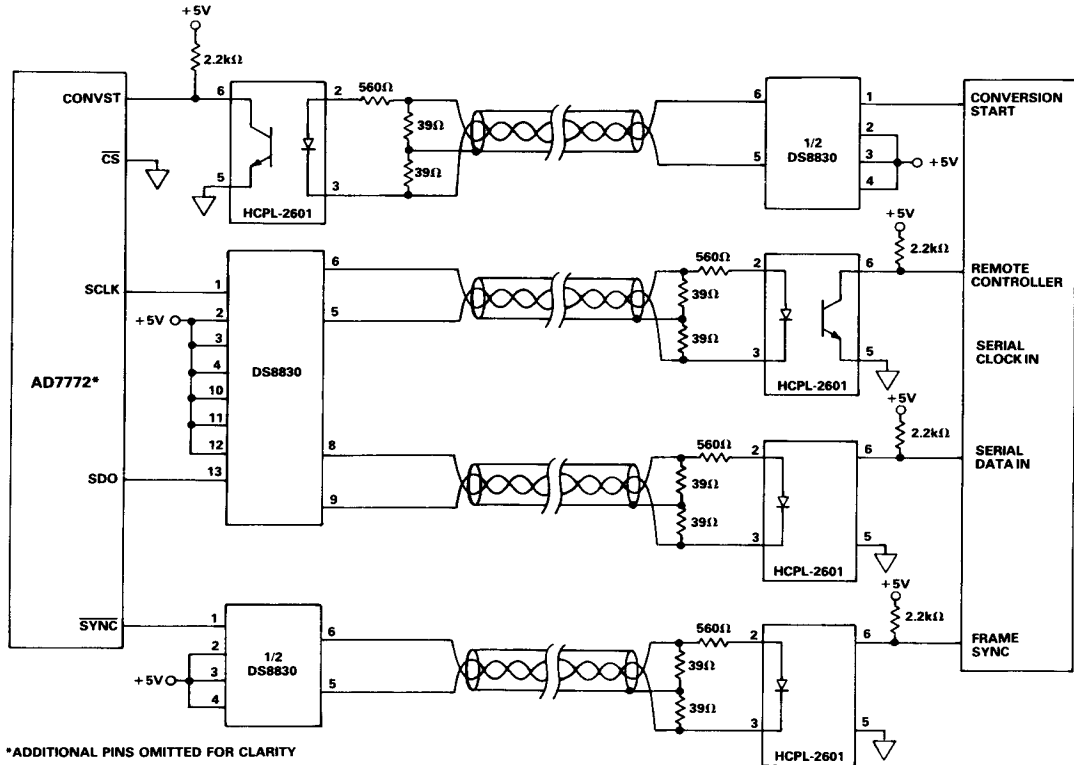 +5V
2.2kΩ
CONVST
6
2
560Ω
39Ω
39Ω
5
3
HCPL-2601
6
5
1/2
DS8830
1
2
3
4
+5V
CONVERSION
START
CS
AD7772*
SCLK
+5V
1
2
3
4
10
11
12
13
DS8830
6
5
8
9
560Ω
39Ω
39Ω
2
3
6
5
HCPL-2601
+5V
2.2kΩ
REMOTE
CONTROLLER
SERIAL
CLOCK IN
SDO
560Ω
39Ω
39Ω
2
3
6
5
HCPL-2601
+5V
2.2kΩ
SERIAL
DATA IN
SYNC
+5V
1
2
3
4
1/2
DS8830
6
5
560Ω
39Ω
39Ω
2
3
6
5
HCPL-2601
+5V
2.2kΩ
FRAME
SYNC
*ADDITIONAL PINS OMITTED FOR CLARITY